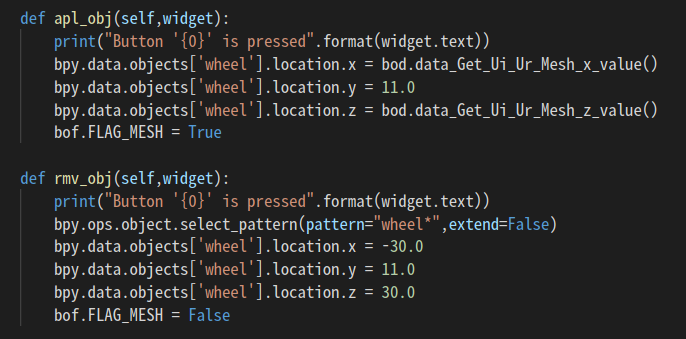 def apl_obj(self,widget):
    print("Button '{0}' is pressed".format(widget.text))
    bpy.data.objects['wheel'].location.x = bod.data_Get_Ui_Ur_Mesh_x_value()
    bpy.data.objects['wheel'].location.y = 11.0
    bpy.data.objects['wheel'].location.z = bod.data_Get_Ui_Ur_Mesh_z_value()
    bof.FLAG_MESH = True

def rmv_obj(self,widget):
    print("Button '{0}' is pressed".format(widget.text))
    bpy.ops.object.select_pattern(pattern="wheel*",extend=False)
    bpy.data.objects['wheel'].location.x = -30.0
    bpy.data.objects['wheel'].location.y = 11.0
    bpy.data.objects['wheel'].location.z = 30.0
    bof.FLAG_MESH = False